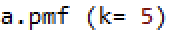 a.pmf (k= 5)